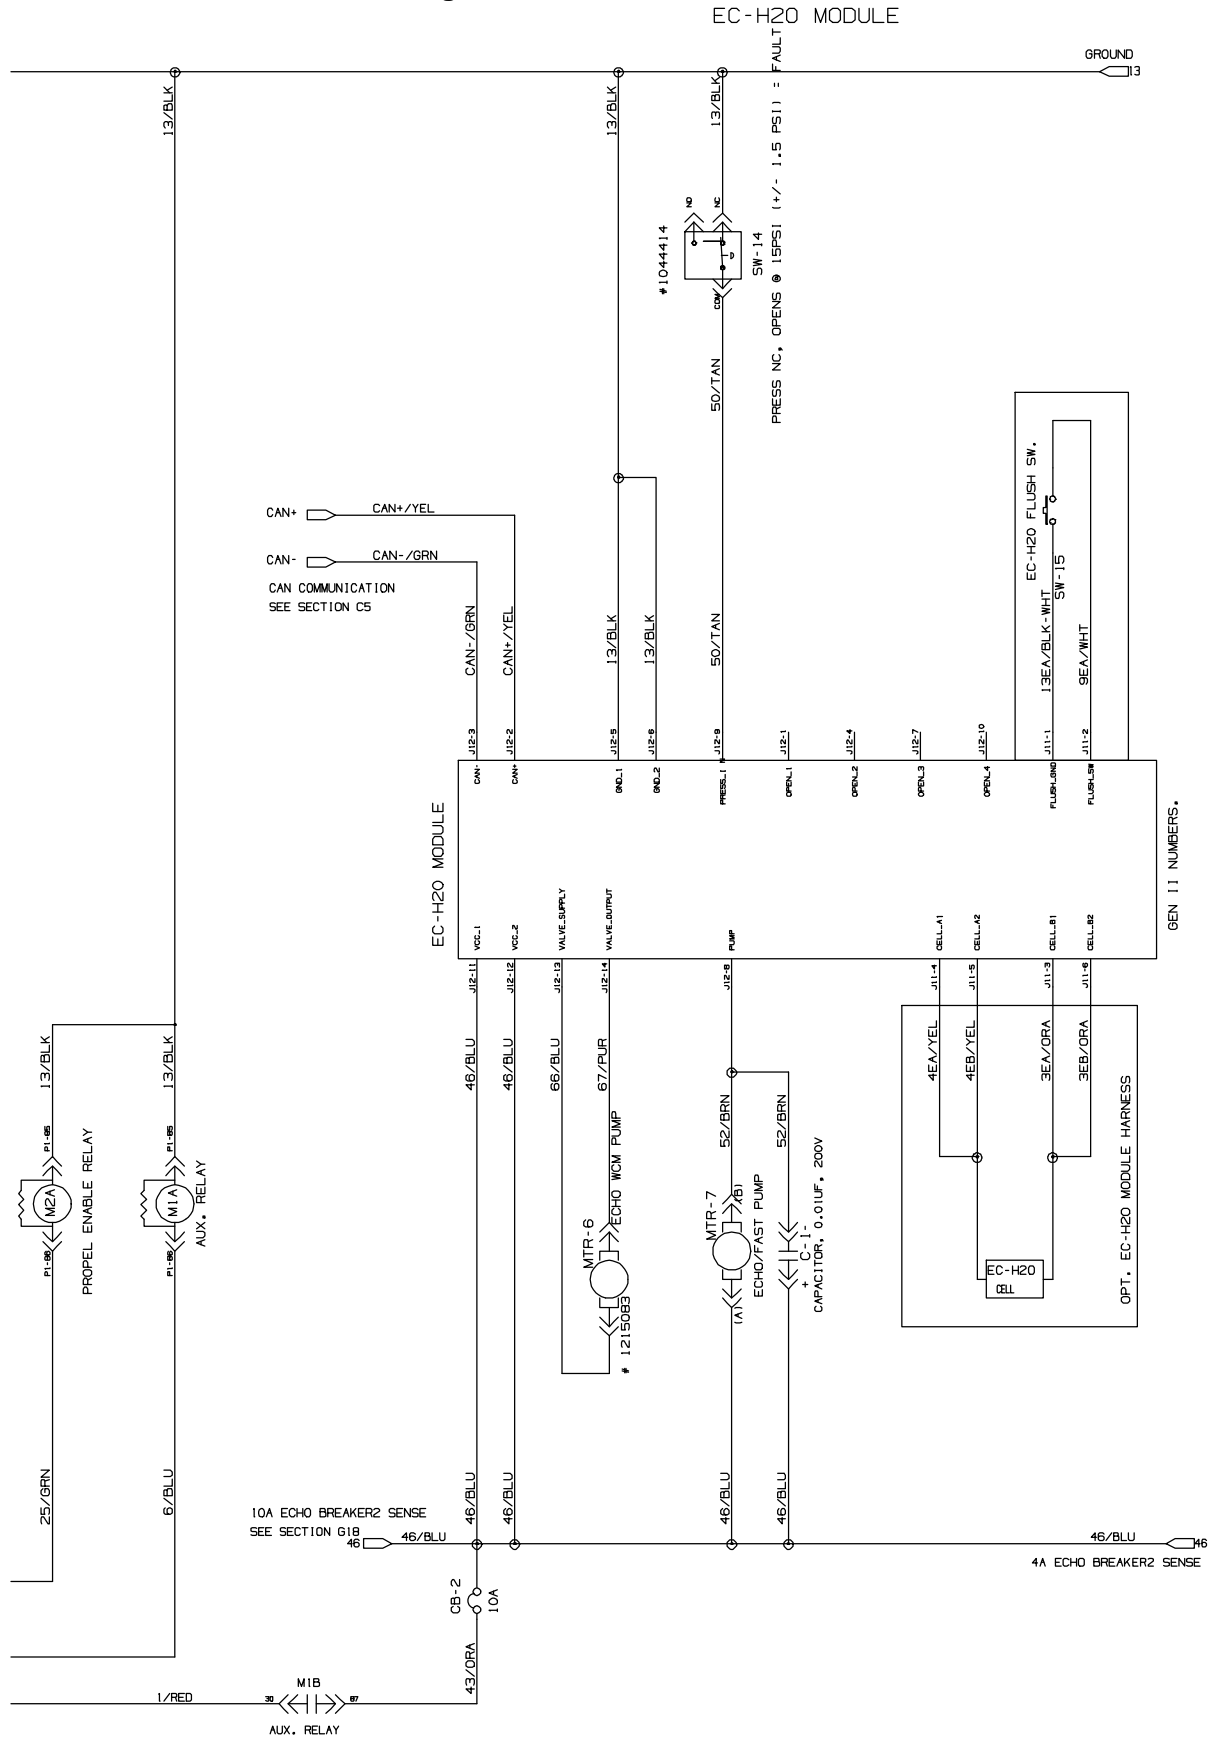 EC-H2O MODULE
GROUND
13
13/BLK
13/BLK
13/BLK
PRESS NC, OPENS @ 15PSI (+/- 1.5 PSI) = FAULT
NO
NC
#1044414
SW-14
COM
50/TAN
EC-H2O FLUSH SW.
SW-15
CAN+
CAN+/YEL
CAN-
CAN-/GRN
CAN COMMUNICATION
SEE SECTION C5
CAN-/GRN
CAN+/YEL
13/BLK
13/BLK
50/TAN
13EA/BLK-WHT
9EA/WHT
J12-3
J12-2
J12-5
J12-6
J12-9
J12-1
J12-4
J12-7
J12-10
J11-1
J11-2
CAN-
CAN+
GND_1
GND_2
PRESS_IN
OPEN_1
OPEN_2
OPEN_3
OPEN_4
FLUSH_GND
FLUSH_SW
EC-H2O MODULE
GEN II NUMBERS.
VCC_1
VCC_2
VALVE_SUPPLY
VALVE_OUTPUT
PUMP
CELL_A1
CELL_A2
CELL_B1
CELL_B2
J12-11
J12-12
J12-13
J12-14
J12-8
J11-4
J11-5
J11-3
J11-6
13/BLK
13/BLK
46/BLU
46/BLU
66/BLU
67/PUR
4EA/YEL
4EB/YEL
3EA/ORA
3EB/ORA
52/BRN
52/BRN
P1-85
P1-85
M2A
M1A
PROPEL ENABLE RELAY
AUX. RELAY
P1-86
P1-86
ECHO WCM PUMP
MTR-6
# 1215083
MTR-7
(B)
(A)
ECHO/FAST PUMP
C-1
-
+
CAPACITOR, 0.01UF, 200V
EC-H2O
CELL
OPT. EC-H2O MODULE HARNESS
25/GRN
6/BLU
46/BLU
46/BLU
46/BLU
46/BLU
10A ECHO BREAKER2 SENSE
SEE SECTION G18
46
46/BLU
46/BLU
46
4A ECHO BREAKER2 SENSE
CB-2
10A
43/ORA
1/RED
30
M1B
87
AUX. RELAY